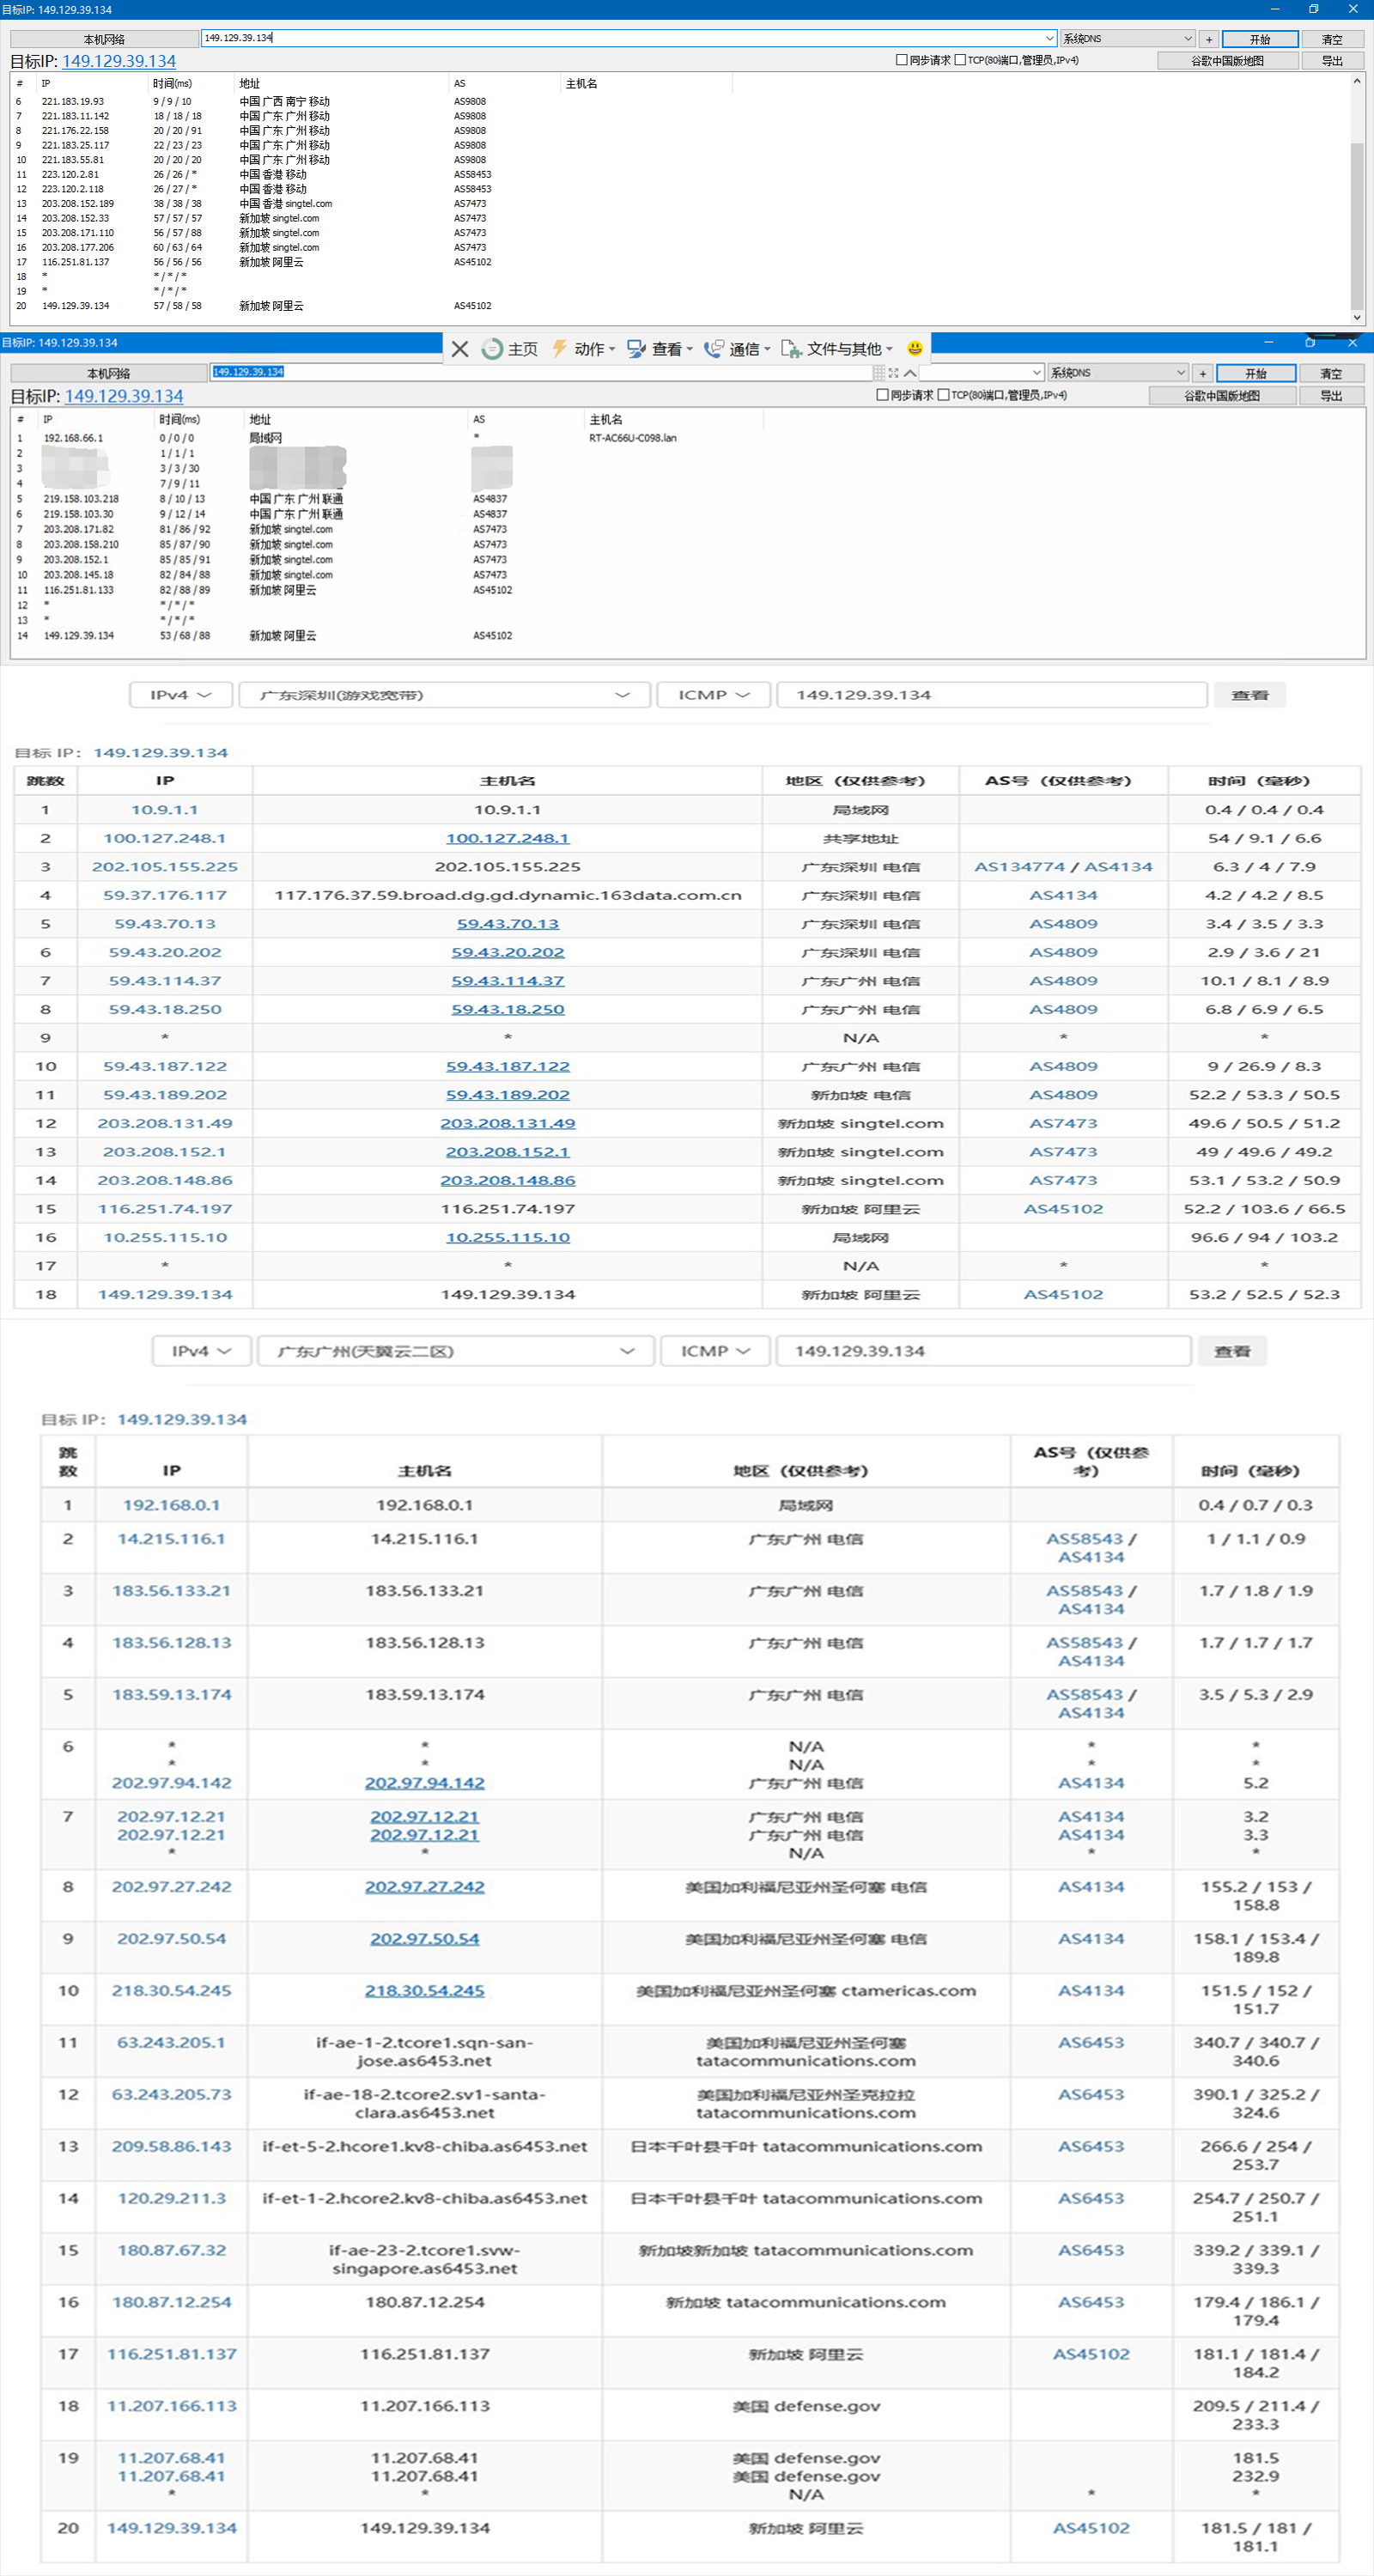 目标IP: 149.129.39.134
本机网络 149.129.39.134 系统DNS + 开始 清空
目标IP: 149.129.39.134 同步请求 TCP(80端口,管理员,IPv4) 谷歌中国版地图 导出
# IP 时间(ms) 地址 AS 主机名
6 221.183.19.93 9 / 9 / 10 中国 广西 南宁 移动 AS9808
7 221.183.11.142 18 / 18 / 18 中国 广东 广州 移动 AS9808
8 221.176.22.158 20 / 20 / 91 中国 广东 广州 移动 AS9808
9 221.183.25.117 22 / 23 / 23 中国 广东 广州 移动 AS9808
10 221.183.55.81 20 / 20 / 20 中国 广东 广州 移动 AS9808
11 223.120.2.81 26 / 26 / * 中国 香港 移动 AS58453
12 223.120.2.118 26 / 27 / * 中国 香港 移动 AS58453
13 203.208.152.189 38 / 38 / 38 中国 香港 singtel.com AS7473
14 203.208.152.33 57 / 57 / 57 新加坡 singtel.com AS7473
15 203.208.171.110 56 / 57 / 88 新加坡 singtel.com AS7473
16 203.208.177.206 60 / 63 / 64 新加坡 singtel.com AS7473
17 116.251.81.137 56 / 56 / 56 新加坡 阿里云 AS45102
18 * * / * / *
19 * * / * / *
20 149.129.39.134 57 / 58 / 58 新加坡 阿里云 AS45102
目标IP: 149.129.39.134
主页 动作 查看 通信 文件与其他
本机网络 149.129.39.134 系统DNS + 开始 清空
目标IP: 149.129.39.134 同步请求 TCP(80端口,管理员,IPv4) 谷歌中国版地图 导出
# IP 时间(ms) 地址 AS 主机名
1 192.168.66.1 0 / 0 / 0 局域网 * RT-AC66U-C098.lan
2 1 / 1 / 1
3 3 / 3 / 30
4 7 / 9 / 11
5 219.158.103.218 8 / 10 / 13 中国 广东 广州 联通 AS4837
6 219.158.103.30 9 / 12 / 14 中国 广东 广州 联通 AS4837
7 203.208.171.82 81 / 86 / 92 新加坡 singtel.com AS7473
8 203.208.158.210 85 / 87 / 90 新加坡 singtel.com AS7473
9 203.208.152.1 85 / 85 / 91 新加坡 singtel.com AS7473
10 203.208.145.18 82 / 84 / 88 新加坡 singtel.com AS7473
11 116.251.81.133 82 / 88 / 89 新加坡 阿里云 AS45102
12 * * / * / *
13 * * / * / *
14 149.129.39.134 53 / 68 / 88 新加坡 阿里云 AS45102
IPv4 广东深圳(游戏宽带) ICMP 149.129.39.134 查看
目标 IP: 149.129.39.134
跳数 IP 主机名 地区（仅供参考） AS号（仅供参考） 时间（毫秒）
1 10.9.1.1 10.9.1.1 局域网 0.4 / 0.4 / 0.4
2 100.127.248.1 100.127.248.1 共享地址 54 / 9.1 / 6.6
3 202.105.155.225 202.105.155.225 广东深圳 电信 AS134774 / AS4134 6.3 / 4 / 7.9
4 59.37.176.117 117.176.37.59.broad.dg.gd.dynamic.163data.com.cn 广东深圳 电信 AS4134 4.2 / 4.2 / 8.5
5 59.43.70.13 59.43.70.13 广东深圳 电信 AS4809 3.4 / 3.5 / 3.3
6 59.43.20.202 59.43.20.202 广东深圳 电信 AS4809 2.9 / 3.6 / 21
7 59.43.114.37 59.43.114.37 广东广州 电信 AS4809 10.1 / 8.1 / 8.9
8 59.43.18.250 59.43.18.250 广东广州 电信 AS4809 6.8 / 6.9 / 6.5
9 * * N/A * *
10 59.43.187.122 59.43.187.122 广东广州 电信 AS4809 9 / 26.9 / 8.3
11 59.43.189.202 59.43.189.202 新加坡 电信 AS4809 52.2 / 53.3 / 50.5
12 203.208.131.49 203.208.131.49 新加坡 singtel.com AS7473 49.6 / 50.5 / 51.2
13 203.208.152.1 203.208.152.1 新加坡 singtel.com AS7473 49 / 49.6 / 49.2
14 203.208.148.86 203.208.148.86 新加坡 singtel.com AS7473 53.1 / 53.2 / 50.9
15 116.251.74.197 116.251.74.197 新加坡 阿里云 AS45102 52.2 / 103.6 / 66.5
16 10.255.115.10 10.255.115.10 局域网 96.6 / 94 / 103.2
17 * * N/A * *
18 149.129.39.134 149.129.39.134 新加坡 阿里云 AS45102 53.2 / 52.5 / 52.3
IPv4 广东广州(天翼云二区) ICMP 149.129.39.134 查看
目标 IP: 149.129.39.134
跳
数 IP 主机名 地区（仅供参考） AS号（仅供参
考） 时间（毫秒）
1 192.168.0.1 192.168.0.1 局域网 0.4 / 0.7 / 0.3
2 14.215.116.1 14.215.116.1 广东广州 电信 AS58543 / 1 / 1.1 / 0.9
AS4134
3 183.56.133.21 183.56.133.21 广东广州 电信 AS58543 / 1.7 / 1.8 / 1.9
AS4134
4 183.56.128.13 183.56.128.13 广东广州 电信 AS58543 / 1.7 / 1.7 / 1.7
AS4134
5 183.59.13.174 183.59.13.174 广东广州 电信 AS58543 / 3.5 / 5.3 / 2.9
AS4134
6 * * N/A * *
* * N/A * *
202.97.94.142 202.97.94.142 广东广州 电信 AS4134 5.2
7 202.97.12.21 202.97.12.21 广东广州 电信 AS4134 3.2
202.97.12.21 202.97.12.21 广东广州 电信 AS4134 3.3
* * N/A * *
8 202.97.27.242 202.97.27.242 美国加利福尼亚州圣何塞 电信 AS4134 155.2 / 153 /
158.8
9 202.97.50.54 202.97.50.54 美国加利福尼亚州圣何塞 电信 AS4134 158.1 / 153.4 /
189.8
10 218.30.54.245 218.30.54.245 美国加利福尼亚州圣何塞 ctamericas.com AS4134 151.5 / 152 /
151.7
11 63.243.205.1 if-ae-1-2.tcore1.sqn-san- 美国加利福尼亚州圣何塞 AS6453 340.7 / 340.7 /
jose.as6453.net tatacommunications.com 340.6
12 63.243.205.73 if-ae-18-2.tcore2.sv1-santa- 美国加利福尼亚州圣克拉拉 AS6453 390.1 / 325.2 /
clara.as6453.net tatacommunications.com 324.6
13 209.58.86.143 if-et-5-2.hcore1.kv8-chiba.as6453.net 日本千叶县千叶 tatacommunications.com AS6453 266.6 / 254 /
253.7
14 120.29.211.3 if-et-1-2.hcore2.kv8-chiba.as6453.net 日本千叶县千叶 tatacommunications.com AS6453 254.7 / 250.7 /
251.1
15 180.87.67.32 if-ae-23-2.tcore1.svw- 新加坡新加坡 tatacommunications.com AS6453 339.2 / 339.1 /
singapore.as6453.net 339.3
16 180.87.12.254 180.87.12.254 新加坡 tatacommunications.com AS6453 179.4 / 186.1 /
179.4
17 116.251.81.137 116.251.81.137 新加坡 阿里云 AS45102 181.1 / 181.4 /
184.2
18 11.207.166.113 11.207.166.113 美国 defense.gov 209.5 / 211.4 /
233.3
19 11.207.68.41 11.207.68.41 美国 defense.gov 181.5
11.207.68.41 11.207.68.41 美国 defense.gov 232.9
* * N/A * *
20 149.129.39.134 149.129.39.134 新加坡 阿里云 AS45102 181.5 / 181 /
181.1